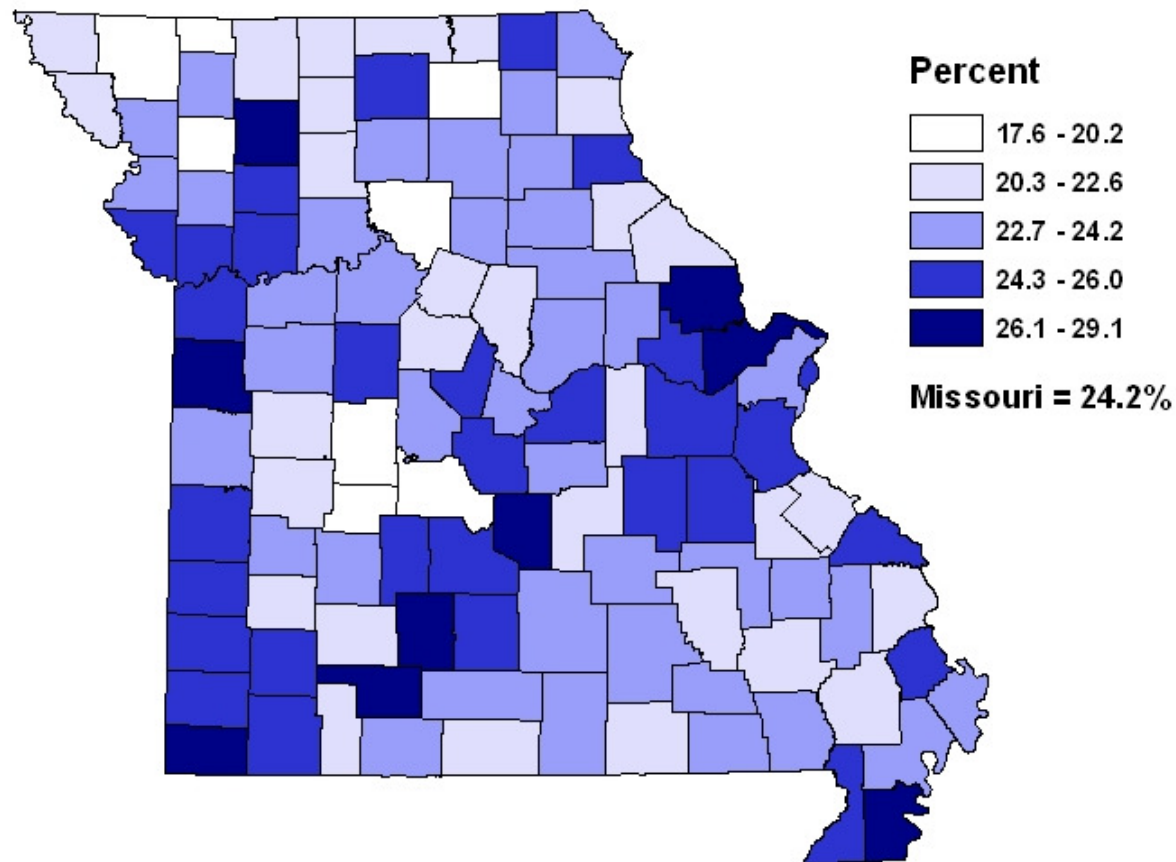 Percent
17.6 - 20.2
20.3 - 22.6
22.7 - 24.2
24.3 - 26.0
26.1 - 29.1
Missouri = 24.2%